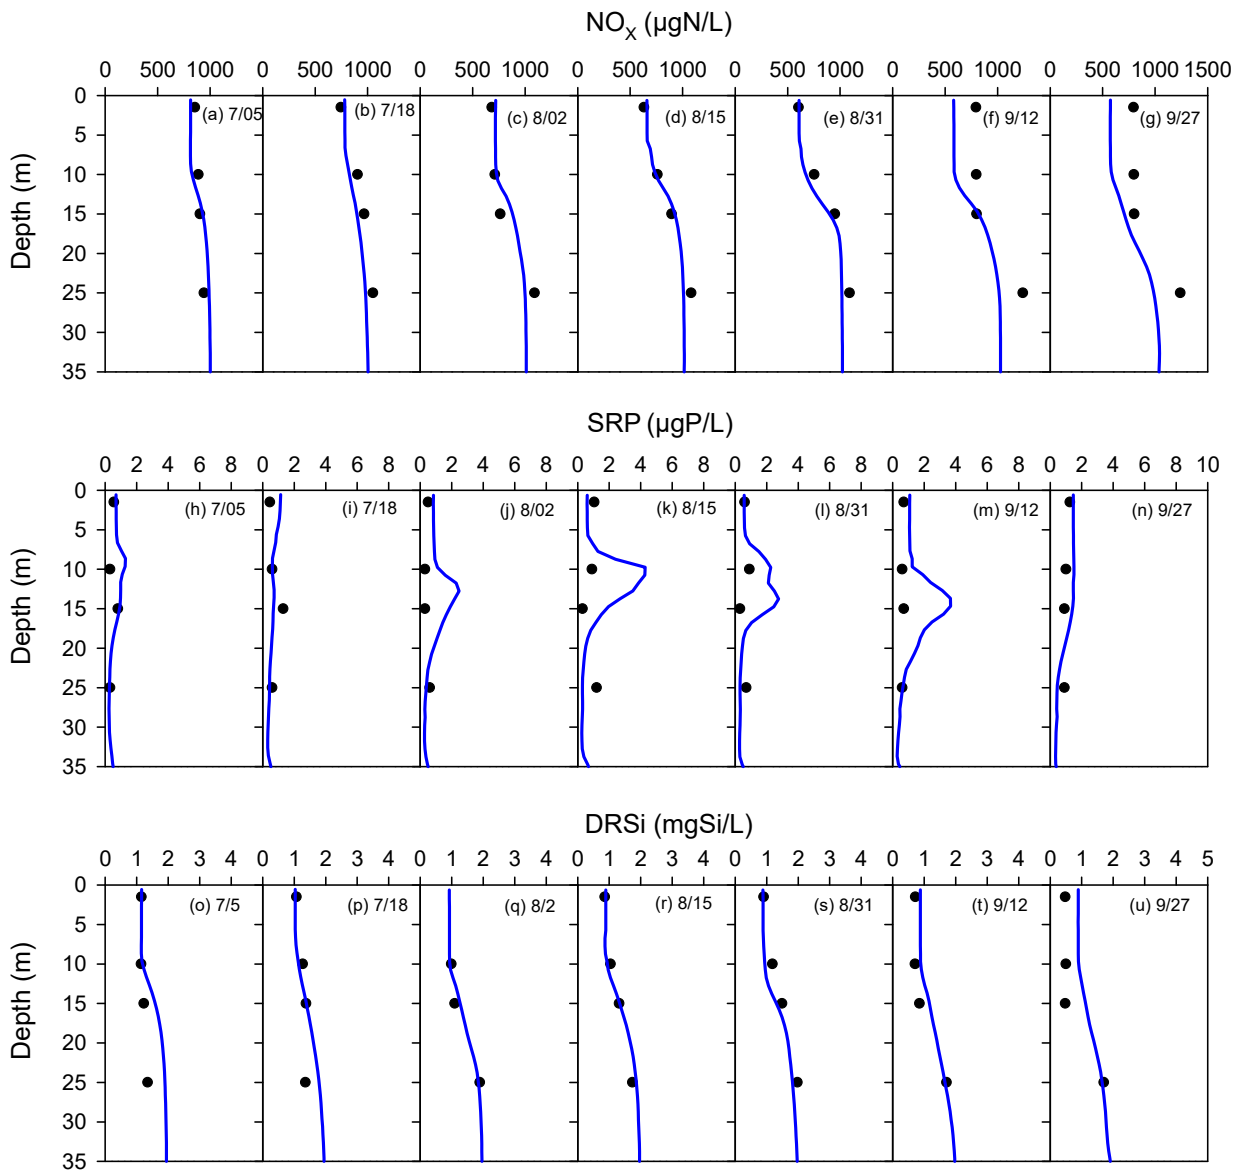 NOX (µgN/L)
0 500 1000 0 500 1000 0 500 1000 0 500 1000 0 500 1000 0 500 1000 0 500 1000 1500
(a) 7/05 (b) 7/18 (c) 8/02 (d) 8/15 (e) 8/31 (f) 9/12 (g) 9/27
Depth (m)
0
5
10
15
20
25
30
35
SRP (µgP/L)
0 2 4 6 8 0 2 4 6 8 0 2 4 6 8 0 2 4 6 8 0 2 4 6 8 0 2 4 6 8 0 2 4 6 8 10
(h) 7/05 (i) 7/18 (j) 8/02 (k) 8/15 (l) 8/31 (m) 9/12 (n) 9/27
Depth (m)
0
5
10
15
20
25
30
35
DRSi (mgSi/L)
0 1 2 3 4 0 1 2 3 4 0 1 2 3 4 0 1 2 3 4 0 1 2 3 4 0 1 2 3 4 0 1 2 3 4 5
(o) 7/5 (p) 7/18 (q) 8/2 (r) 8/15 (s) 8/31 (t) 9/12 (u) 9/27
Depth (m)
0
5
10
15
20
25
30
35